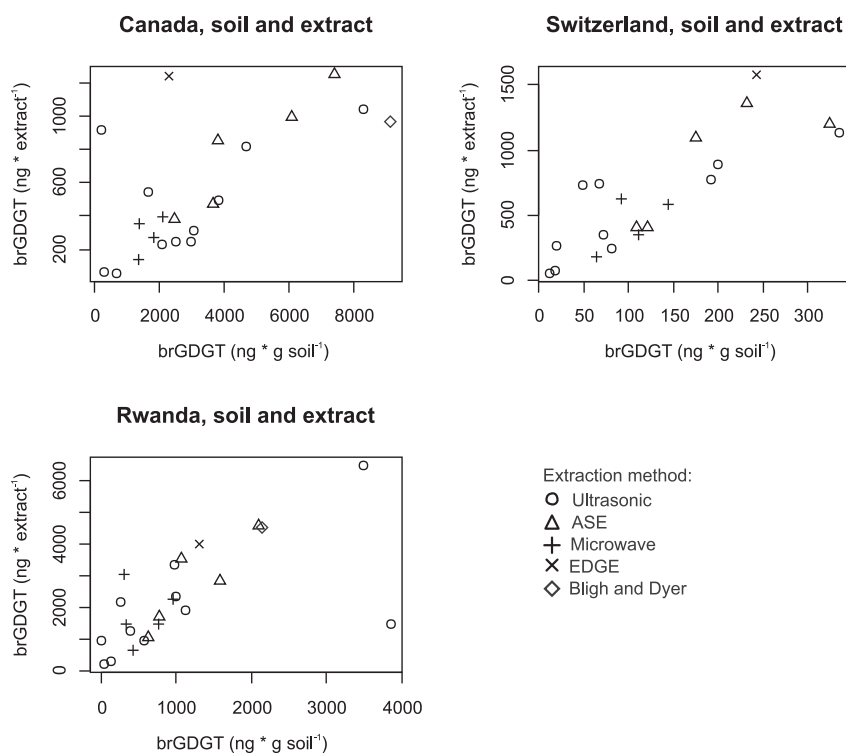 Canada, soil and extract
brGDGT (ng * extract⁻¹)
1000
600
200
0 2000 4000 6000 8000
brGDGT (ng * g soil⁻¹)
Switzerland, soil and extract
brGDGT (ng * extract⁻¹)
1500
1000
500
0
0 50 100 150 200 250 300
brGDGT (ng * g soil⁻¹)
Rwanda, soil and extract
brGDGT (ng * extract⁻¹)
6000
4000
2000
0
0 1000 2000 3000 4000
brGDGT (ng * g soil⁻¹)
Extraction method:
Ultrasonic
ASE
Microwave
EDGE
Bligh and Dyer